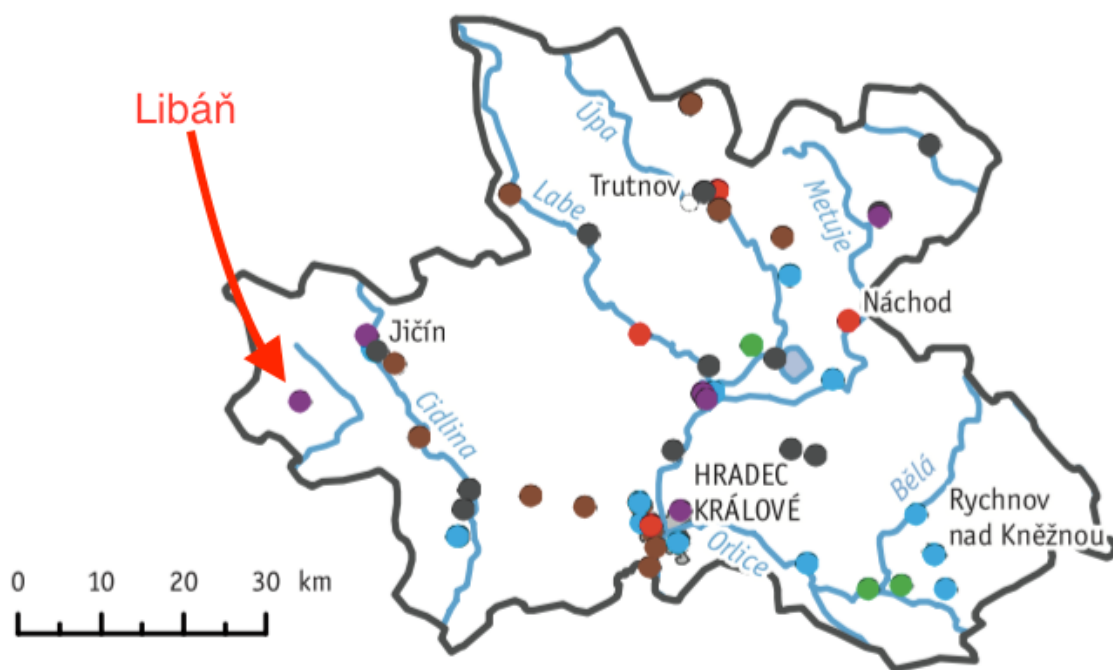 Libáň
Úpa
Trutnov
Labe
Metuje
Náchod
Jičín
Cidlina
HRADEC
KRÁLOVÉ
Bělá
Rychnov
nad Kněžnou
Orlice
0 10 20 30 km